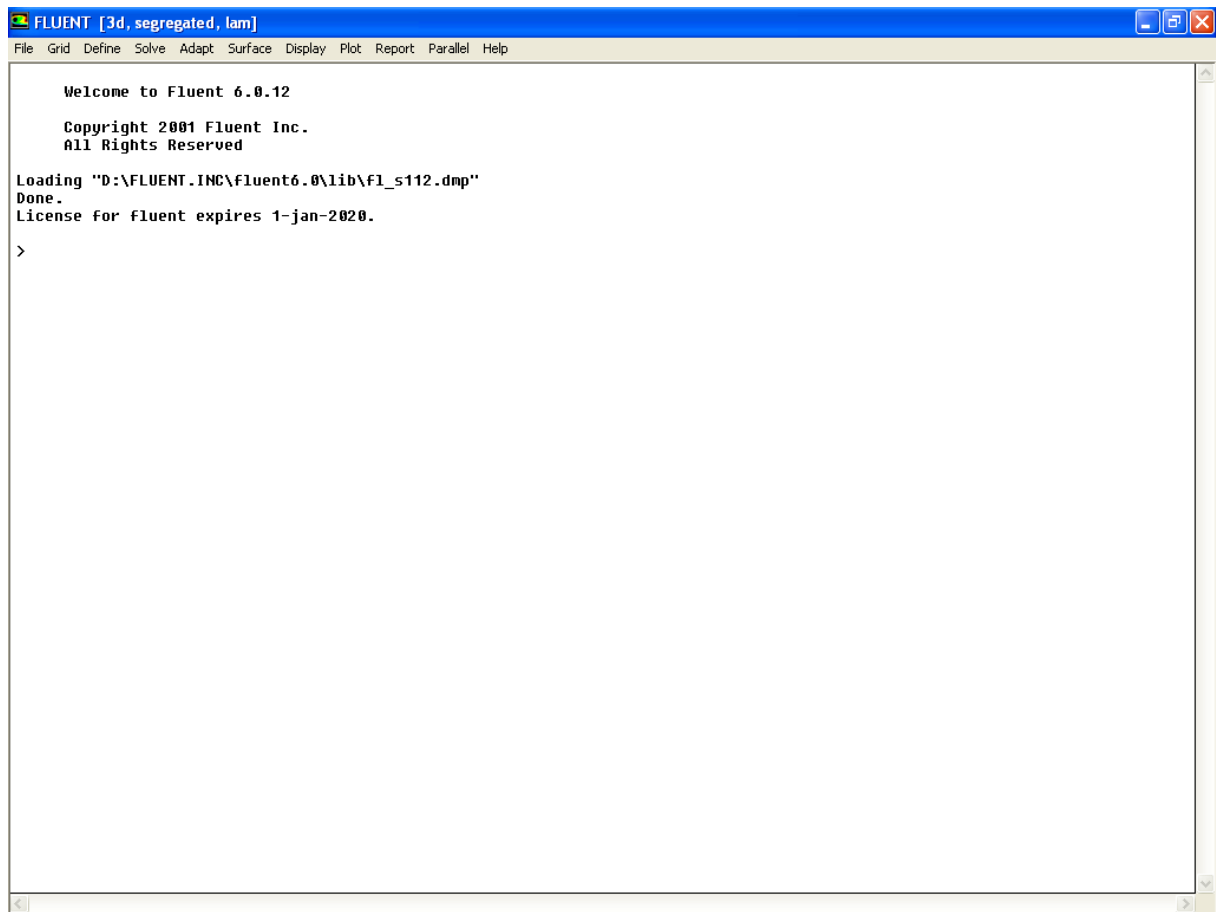 FLUENT [3d, segregated, lam]
File Grid Define Solve Adapt Surface Display Plot Report Parallel Help
Welcome to Fluent 6.0.12
Copyright 2001 Fluent Inc.
All Rights Reserved
Loading "D:\FLUENT.INC\fluent6.0\lib\fl_s112.dmp"
Done.
License for fluent expires 1-jan-2020.
>